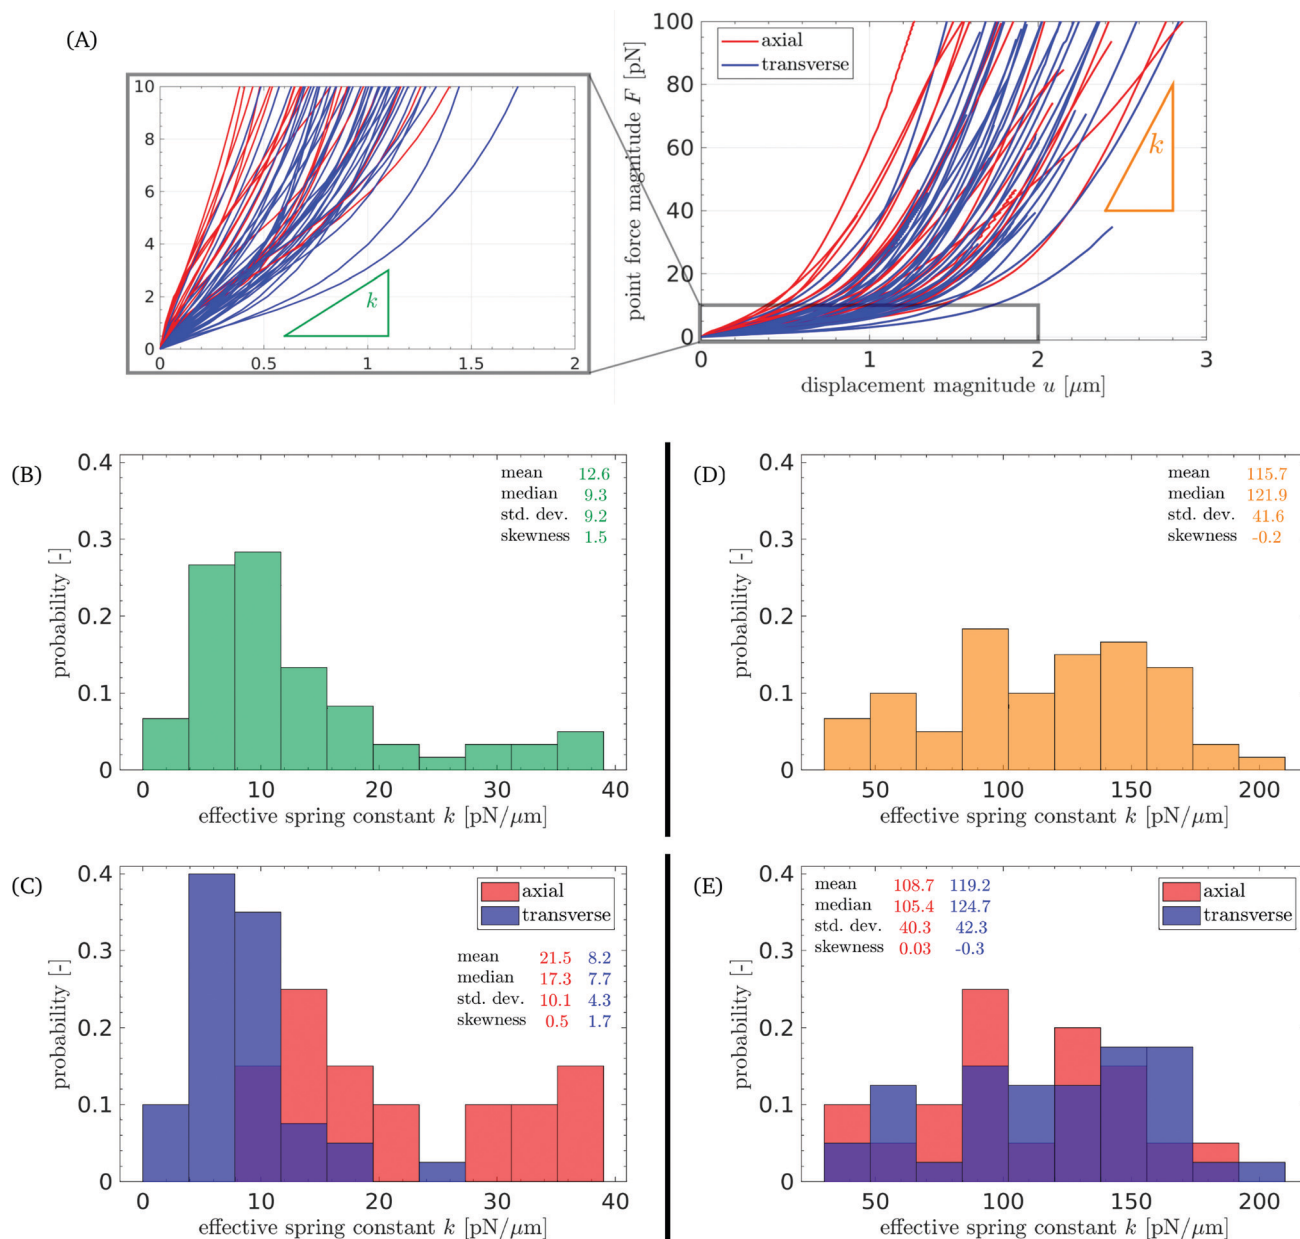 (A)
10
8
6
4
2
0
0
0.5
1
1.5
2
k
point force magnitude F [pN]
100
80
60
40
20
0
0
1
2
3
axial
transverse
k
displacement magnitude u [μm]
(B)
0.4
0.3
0.2
0.1
0
probability [-]
mean 12.6
median 9.3
std. dev. 9.2
skewness 1.5
0 10 20 30 40
effective spring constant k [pN/μm]
(D)
0.4
0.3
0.2
0.1
0
probability [-]
mean 115.7
median 121.9
std. dev. 41.6
skewness -0.2
50 100 150 200
effective spring constant k [pN/μm]
(C)
0.4
0.3
0.2
0.1
0
probability [-]
axial
transverse
mean 21.5 8.2
median 17.3 7.7
std. dev. 10.1 4.3
skewness 0.5 1.7
0 10 20 30 40
effective spring constant k [pN/μm]
(E)
0.4
0.3
0.2
0.1
0
probability [-]
mean 108.7 119.2
median 105.4 124.7
std. dev. 40.3 42.3
skewness 0.03 -0.3
axial
transverse
50 100 150 200
effective spring constant k [pN/μm]